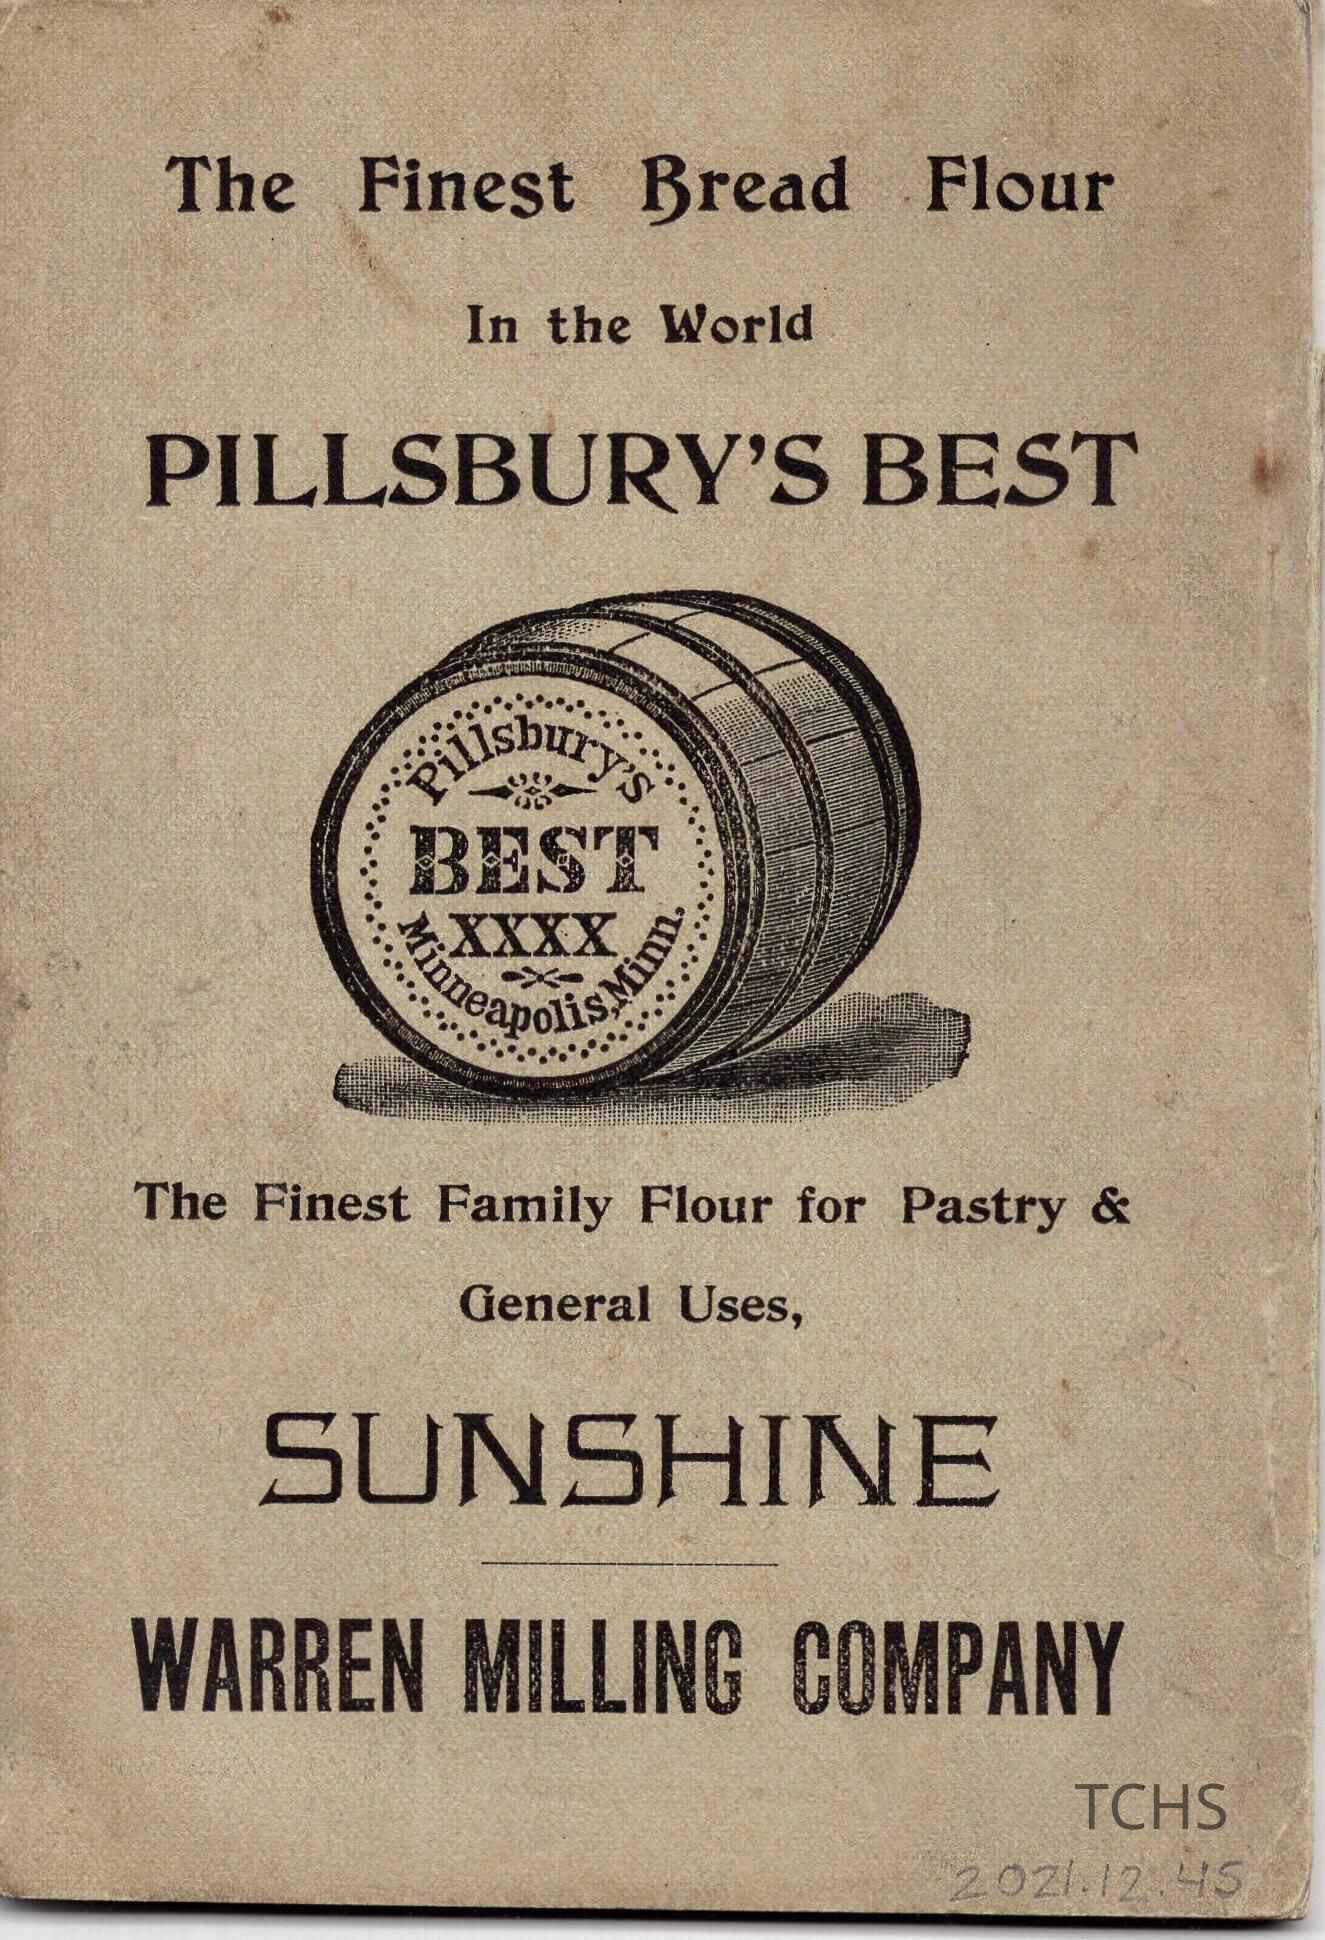 The Finest Bread Flour
In the World
PILLSBURY'S BEST
Pillsbury's
BEST
XXXX
Minneapolis, Minn.
The Finest Family Flour for Pastry &
General Uses,
SUNSHINE
WARREN MILLING COMPANY
TCHS
2021.12.45